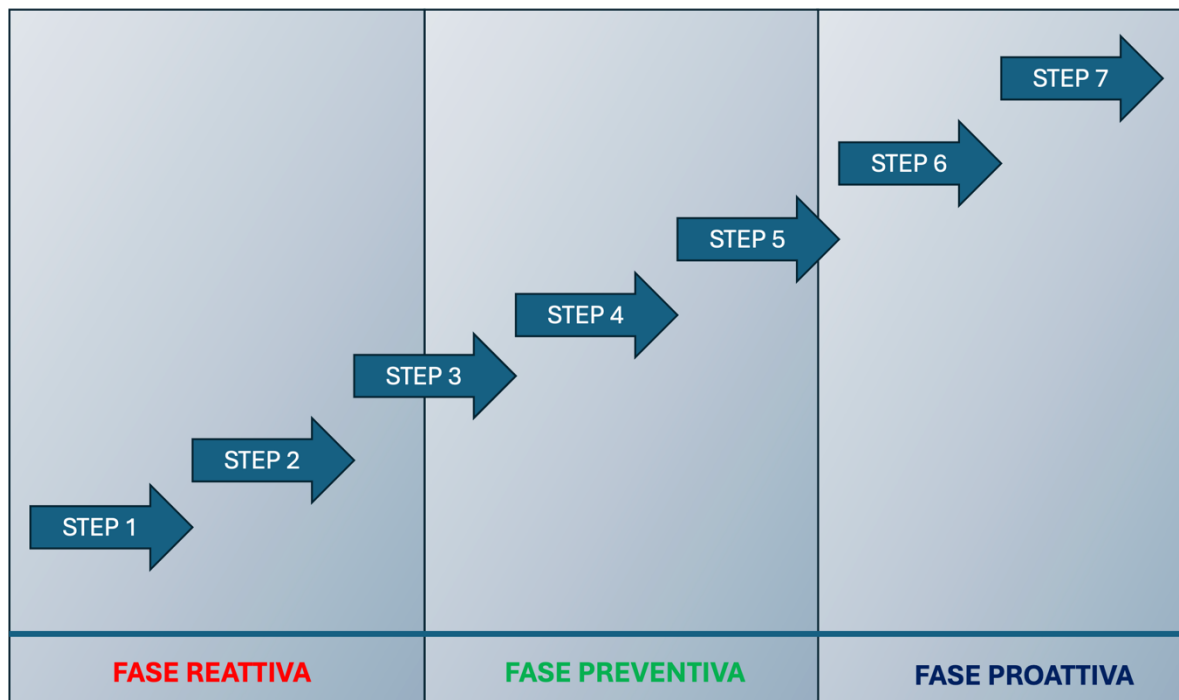 STEP 7
STEP 6
STEP 5
STEP 4
STEP 3
STEP 2
STEP 1
FASE REATTIVA
FASE PREVENTIVA
FASE PROATTIVA